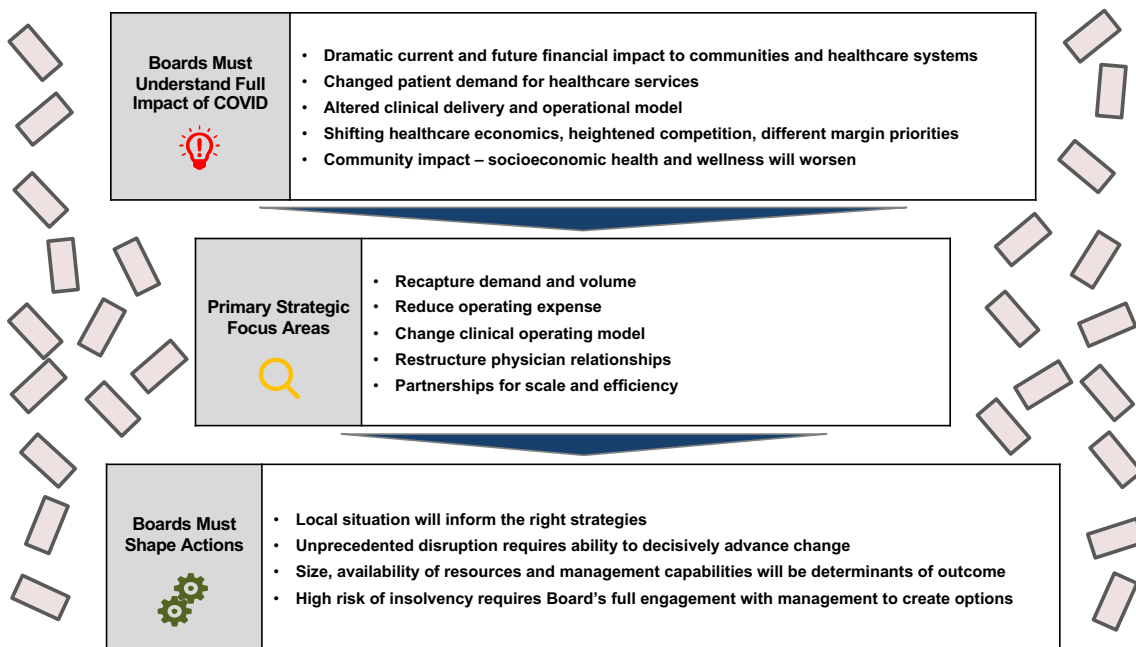 Boards Must
Understand Full
Impact of COVID
• Dramatic current and future financial impact to communities and healthcare systems
• Changed patient demand for healthcare services
• Altered clinical delivery and operational model
• Shifting healthcare economics, heightened competition, different margin priorities
• Community impact – socioeconomic health and wellness will worsen
Primary Strategic
Focus Areas
• Recapture demand and volume
• Reduce operating expense
• Change clinical operating model
• Restructure physician relationships
• Partnerships for scale and efficiency
Boards Must
Shape Actions
• Local situation will inform the right strategies
• Unprecedented disruption requires ability to decisively advance change
• Size, availability of resources and management capabilities will be determinants of outcome
• High risk of insolvency requires Board's full engagement with management to create options